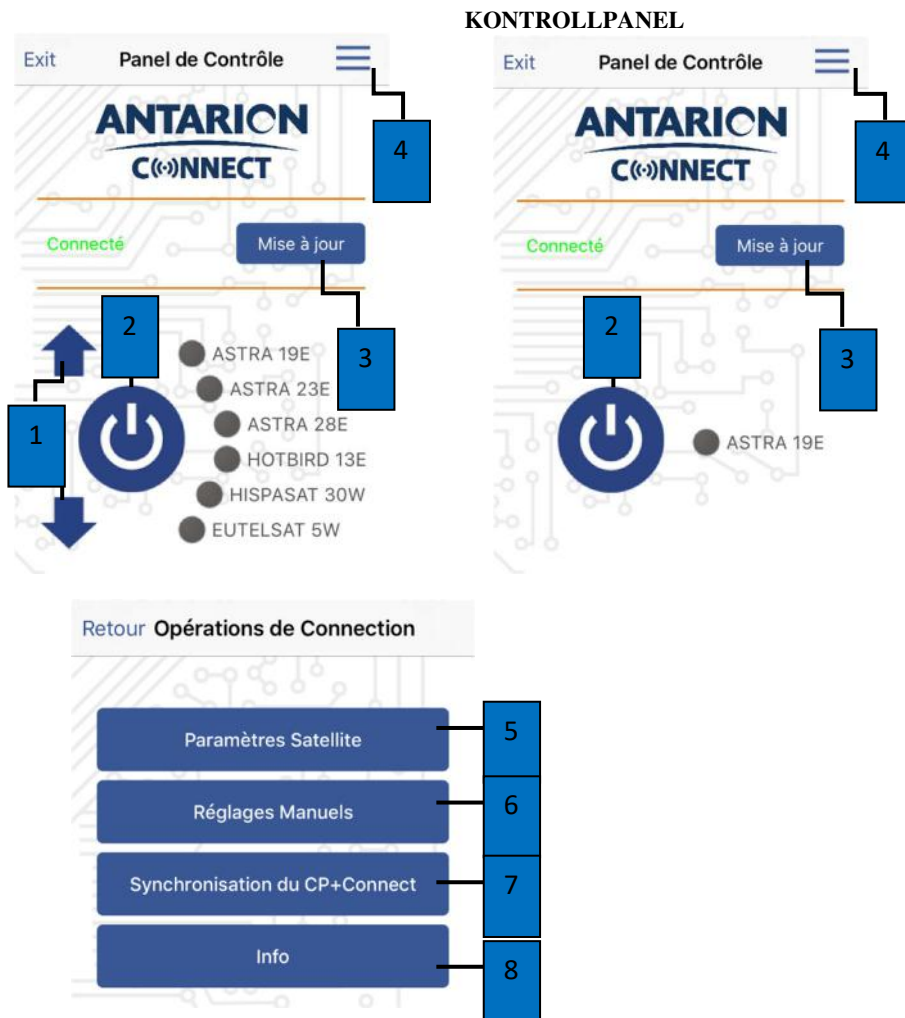 KONTROLLPANEL
Exit Panel de Contrôle
4
ANTARION
C((·))NNECT
Connecté Mise à jour
3
2
1
ASTRA 19E
ASTRA 23E
ASTRA 28E
HOTBIRD 13E
HISPASAT 30W
EUTELSAT 5W
Exit Panel de Contrôle
4
ANTARION
C((·))NNECT
Connecté Mise à jour
3
2
ASTRA 19E
Retour Opérations de Connection
Paramètres Satellite 5
Réglages Manuels 6
Synchronisation du CP+Connect 7
Info 8